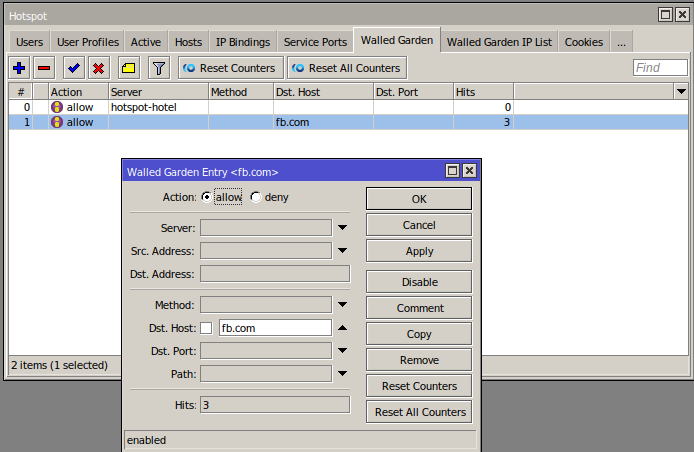 Hotspot
Users User Profiles Active Hosts IP Bindings Service Ports Walled Garden Walled Garden IP List Cookies ...
Reset Counters Reset All Counters Find
# Action Server Method Dst. Host Dst. Port Hits
0 allow hotspot-hotel 0
1 allow fb.com 3
Walled Garden Entry <fb.com>
Action: allow deny OK
Server: Cancel
Src. Address: Apply
Dst. Address: Disable
Method: Comment
Dst. Host: fb.com Copy
Dst. Port: Remove
Path: Reset Counters
Hits: 3 Reset All Counters
2 items (1 selected)
enabled